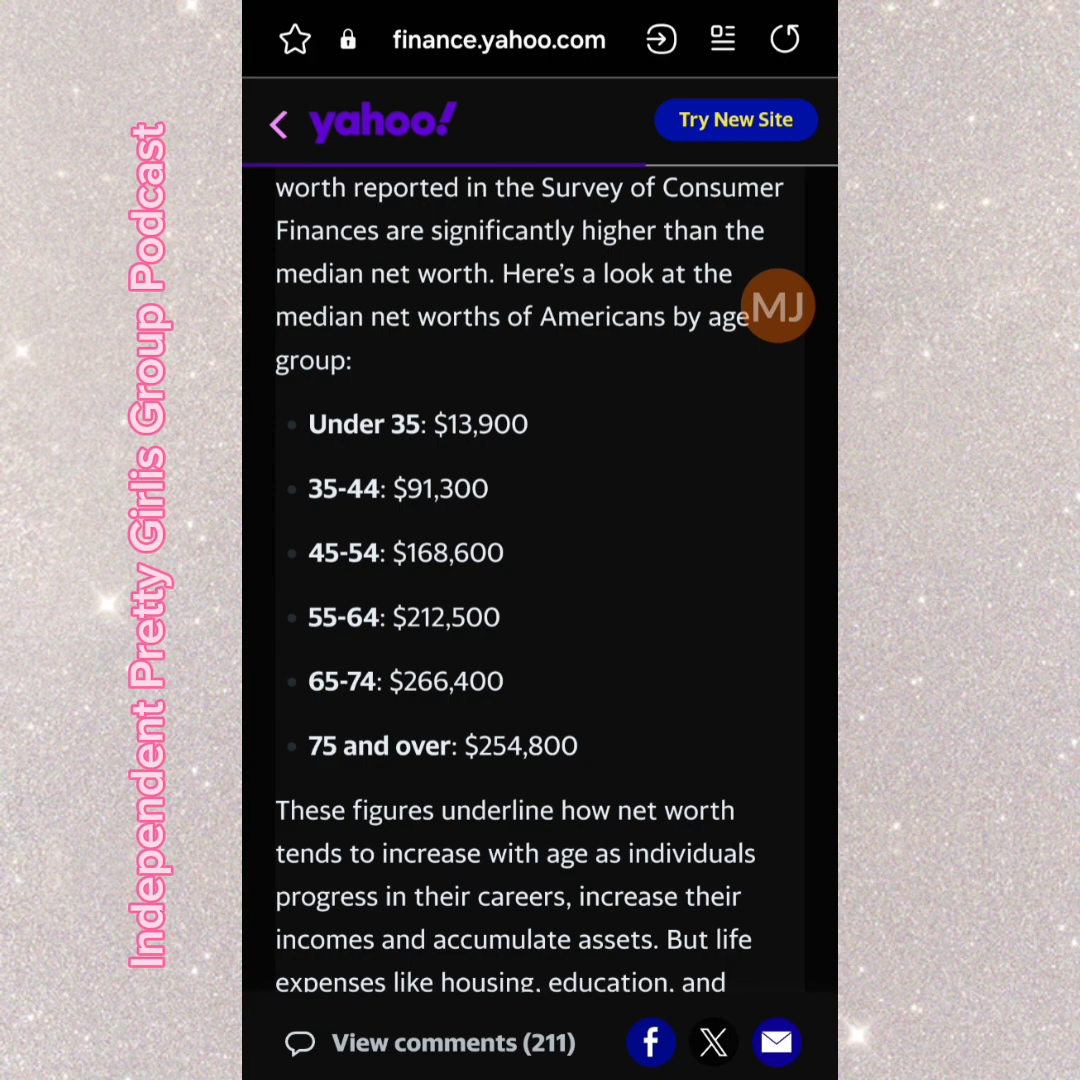 finance.yahoo.com
yahoo!
Try New Site
worth reported in the Survey of Consumer
Finances are significantly higher than the
median net worth. Here’s a look at the
median net worths of Americans by age
group:
MJ
Under 35: $13,900
35-44: $91,300
45-54: $168,600
55-64: $212,500
65-74: $266,400
75 and over: $254,800
These figures underline how net worth
tends to increase with age as individuals
progress in their careers, increase their
incomes and accumulate assets. But life
expenses like housing, education, and
View comments (211)
Independent Pretty Girlis Group Podcast